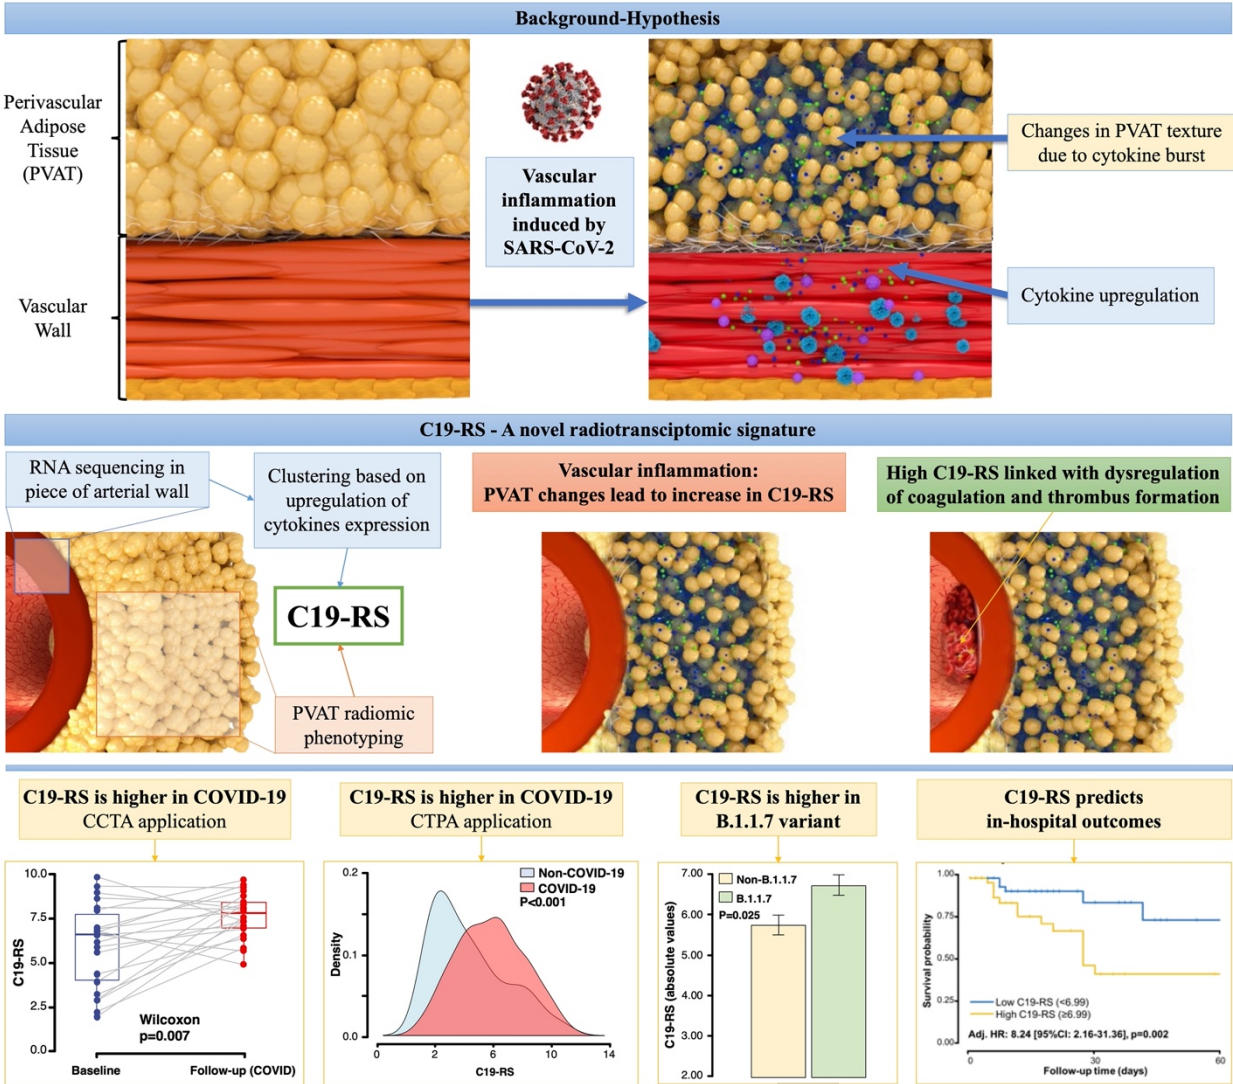 Background-Hypothesis
Perivascular
Adipose
Tissue
(PVAT)
Vascular
Wall
Vascular
inflammation
induced by
SARS-CoV-2
Changes in PVAT texture
due to cytokine burst
Cytokine upregulation
C19-RS - A novel radiotransciptomic signature
RNA sequencing in
piece of arterial wall
Clustering based on
upregulation of
cytokines expression
C19-RS
PVAT radiomic
phenotyping
Vascular inflammation:
PVAT changes lead to increase in C19-RS
High C19-RS linked with dysregulation
of coagulation and thrombus formation
C19-RS is higher in COVID-19
CCTA application
C19-RS
10.0
7.5
5.0
2.5
0.0
Wilcoxon
p=0.007
Baseline
Follow-up (COVID)
C19-RS is higher in COVID-19
CTPA application
Density
0.2
0.1
0.0
Non-COVID-19
COVID-19
P<0.001
0
2
6
10
14
C19-RS
C19-RS is higher in
B.1.1.7 variant
C19-RS (absolute values)
7.00
6.00
5.00
4.00
3.00
2.00
Non-B.1.1.7
B.1.1.7
P=0.025
C19-RS predicts
in-hospital outcomes
Survival probability
1.00
0.75
0.50
0.25
0.00
Low C19-RS (<6.99)
High C19-RS (≥6.99)
Adj. HR: 8.24 [95%CI: 2.16-31.36], p=0.002
0
30
60
Follow-up time (days)